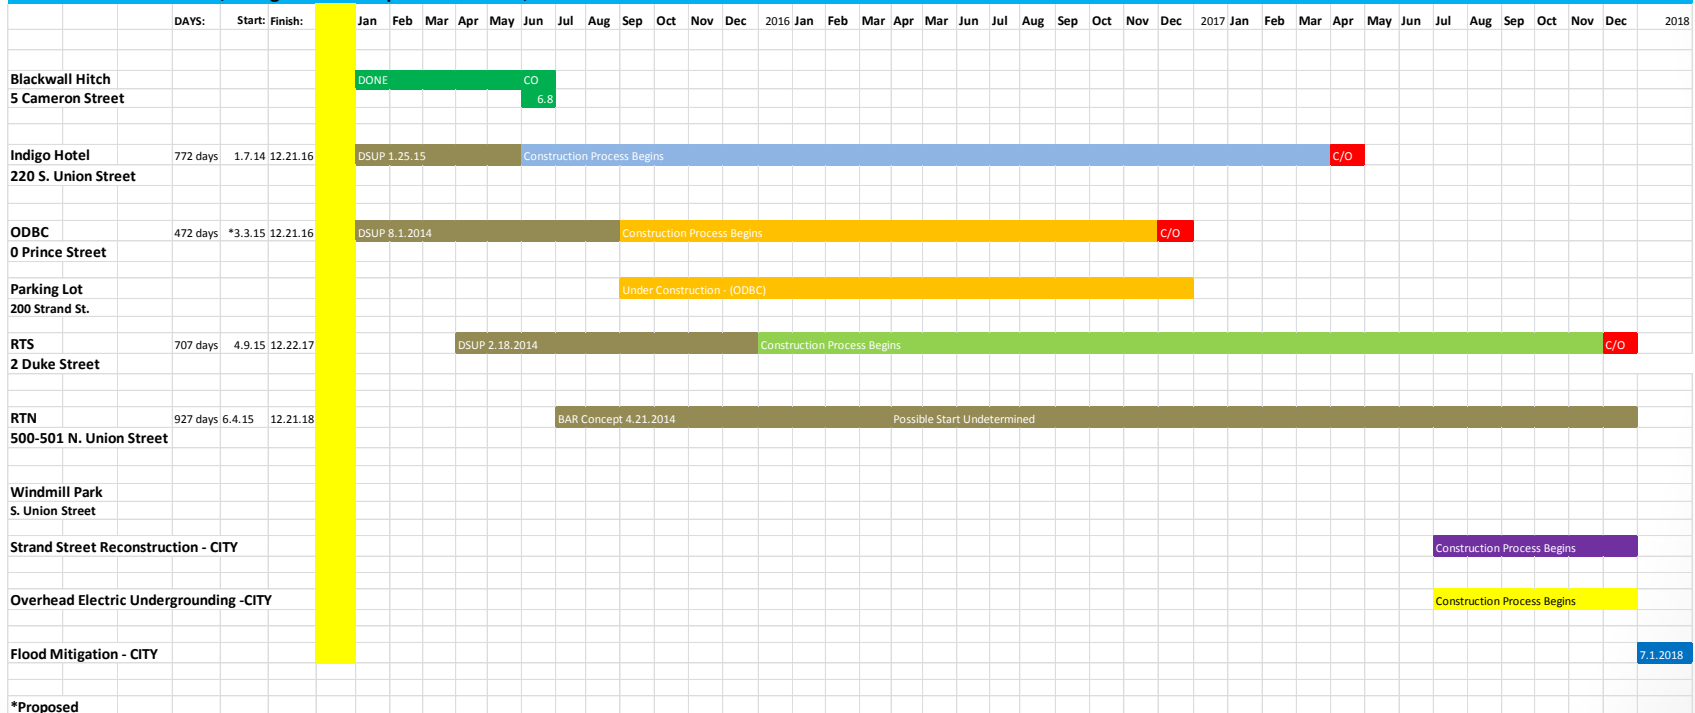 DAYS: Start: Finish: Jan Feb Mar Apr May Jun Jul Aug Sep Oct Nov Dec 2016 Jan Feb Mar Apr Mar Jun Jul Aug Sep Oct Nov Dec 2017 Jan Feb Mar Apr May Jun Jul Aug Sep Oct Nov Dec 2018
Blackwall Hitch DONE CO
5 Cameron Street 6.8
Indigo Hotel 772 days 1.7.14 12.21.16 DSUP 1.25.15 Construction Process Begins C/O
220 S. Union Street
ODBC 472 days *3.3.15 12.21.16 DSUP 8.1.2014 Construction Process Begins C/O
0 Prince Street
Parking Lot Under Construction - (ODBC)
200 Strand St.
RTS 707 days 4.9.15 12.22.17 DSUP 2.18.2014 Construction Process Begins C/O
2 Duke Street
RTN 927 days 6.4.15 12.21.18 BAR Concept 4.21.2014 Possible Start Undetermined
500-501 N. Union Street
Windmill Park
S. Union Street
Strand Street Reconstruction - CITY Construction Process Begins
Overhead Electric Undergrounding -CITY Construction Process Begins
Flood Mitigation - CITY 7.1.2018
*Proposed